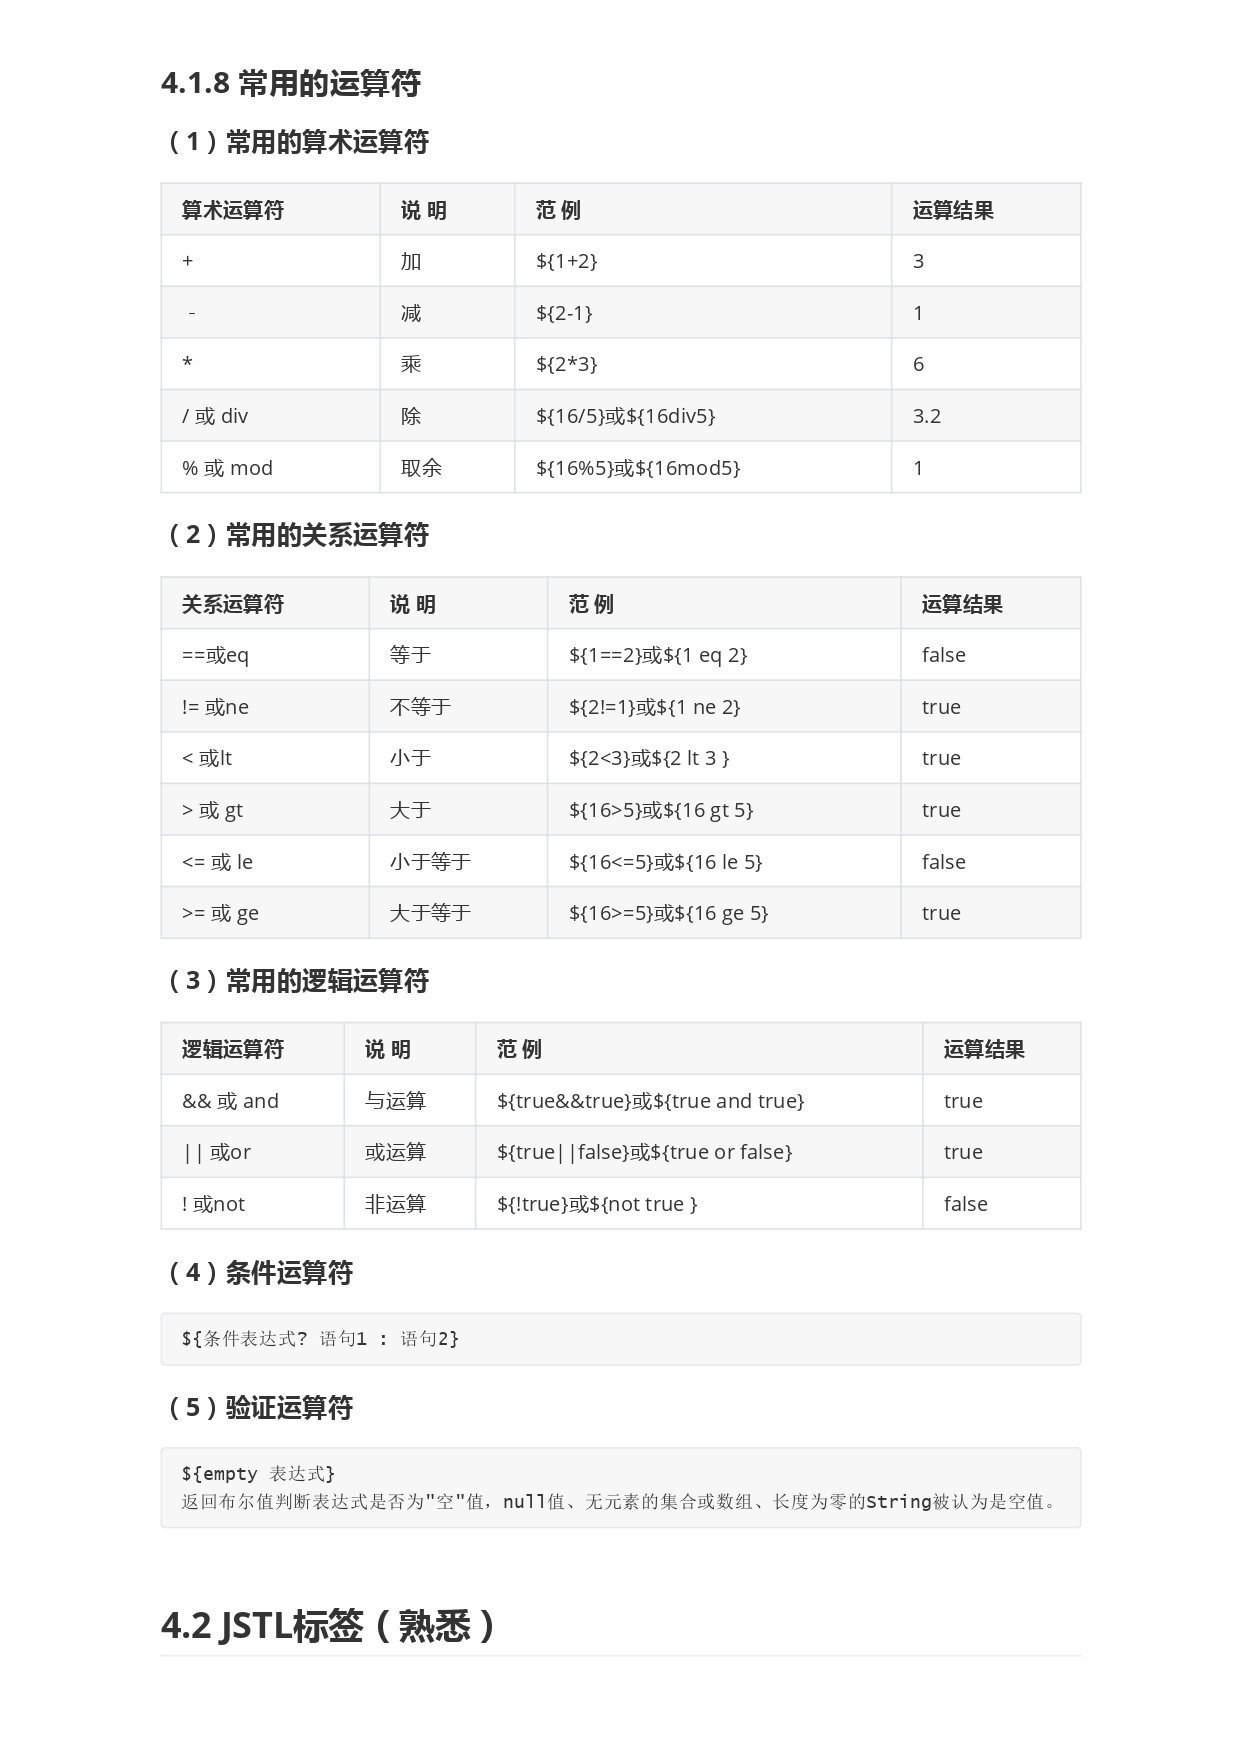 4.1.8 常用的运算符
（1）常用的算术运算符
算术运算符 说 明 范 例 运算结果
+ 加 ${1+2} 3
- 减 ${2-1} 1
* 乘 ${2*3} 6
/ 或 div 除 ${16/5}或${16div5} 3.2
% 或 mod 取余 ${16%5}或${16mod5} 1
（2）常用的关系运算符
关系运算符 说 明 范 例 运算结果
==或eq 等于 ${1==2}或${1 eq 2} false
!= 或ne 不等于 ${2!=1}或${1 ne 2} true
< 或lt 小于 ${2<3}或${2 lt 3 } true
> 或 gt 大于 ${16>5}或${16 gt 5} true
<= 或 le 小于等于 ${16<=5}或${16 le 5} false
>= 或 ge 大于等于 ${16>=5}或${16 ge 5} true
（3）常用的逻辑运算符
逻辑运算符 说 明 范 例 运算结果
&& 或 and 与运算 ${true&&true}或${true and true} true
|| 或or 或运算 ${true||false}或${true or false} true
! 或not 非运算 ${!true}或${not true } false
（4）条件运算符
${条件表达式? 语句1 : 语句2}
（5）验证运算符
${empty 表达式}
返回布尔值判断表达式是否为"空"值，null值、无元素的集合或数组、长度为零的String被认为是空值。
4.2 JSTL标签（熟悉）